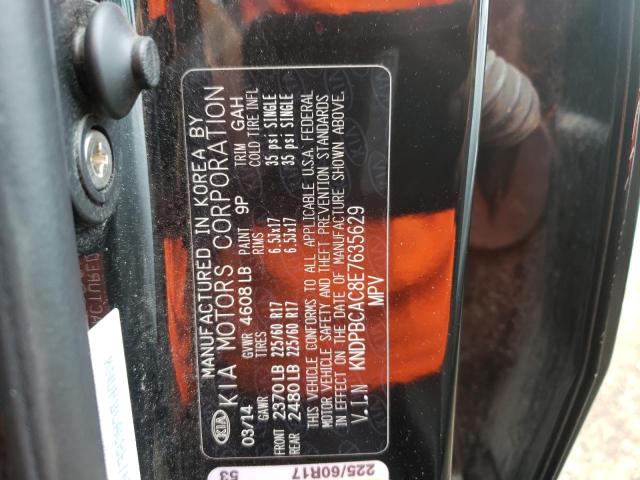 MANUFACTURED IN KOREA BY
KIA KIA MOTORS CORPORATION
03/14 GVWR 4608 LB PAINT 9P TRIM GAH
GAWR TIRES RIMS COLD TIRE INFL
FRONT 2370 LB 225/60 R17 6.5Jx17 35 psi SINGLE
REAR 2480 LB 225/60 R17 6.5Jx17 35 psi SINGLE
THIS VEHICLE CONFORMS TO ALL APPLICABLE U.S.A. FEDERAL
MOTOR VEHICLE SAFETY AND THEFT PREVENTION STANDARDS
IN EFFECT ON THE DATE OF MANUFACTURE SHOWN ABOVE.
V.I.N KNDPBCAC8E7635629
MPV
225/60R17
53